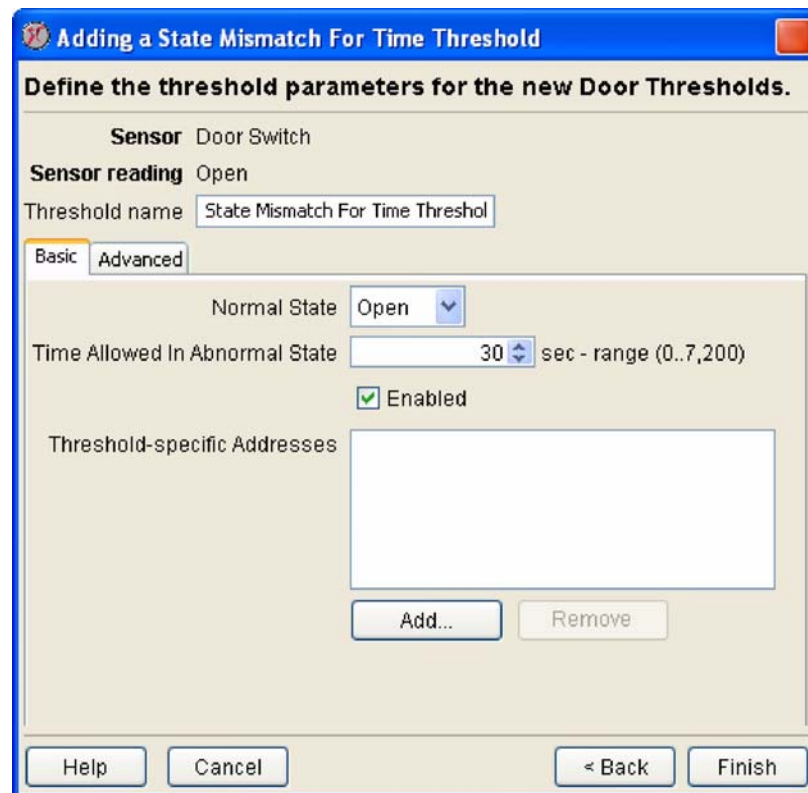 Adding a State Mismatch For Time Threshold
Define the threshold parameters for the new Door Thresholds.
Sensor Door Switch
Sensor reading Open
Threshold name State Mismatch For Time Threshol
Basic Advanced
Normal State Open
Time Allowed In Abnormal State 30 sec - range (0..7,200)
Enabled
Threshold-specific Addresses
Add... Remove
Help Cancel < Back Finish